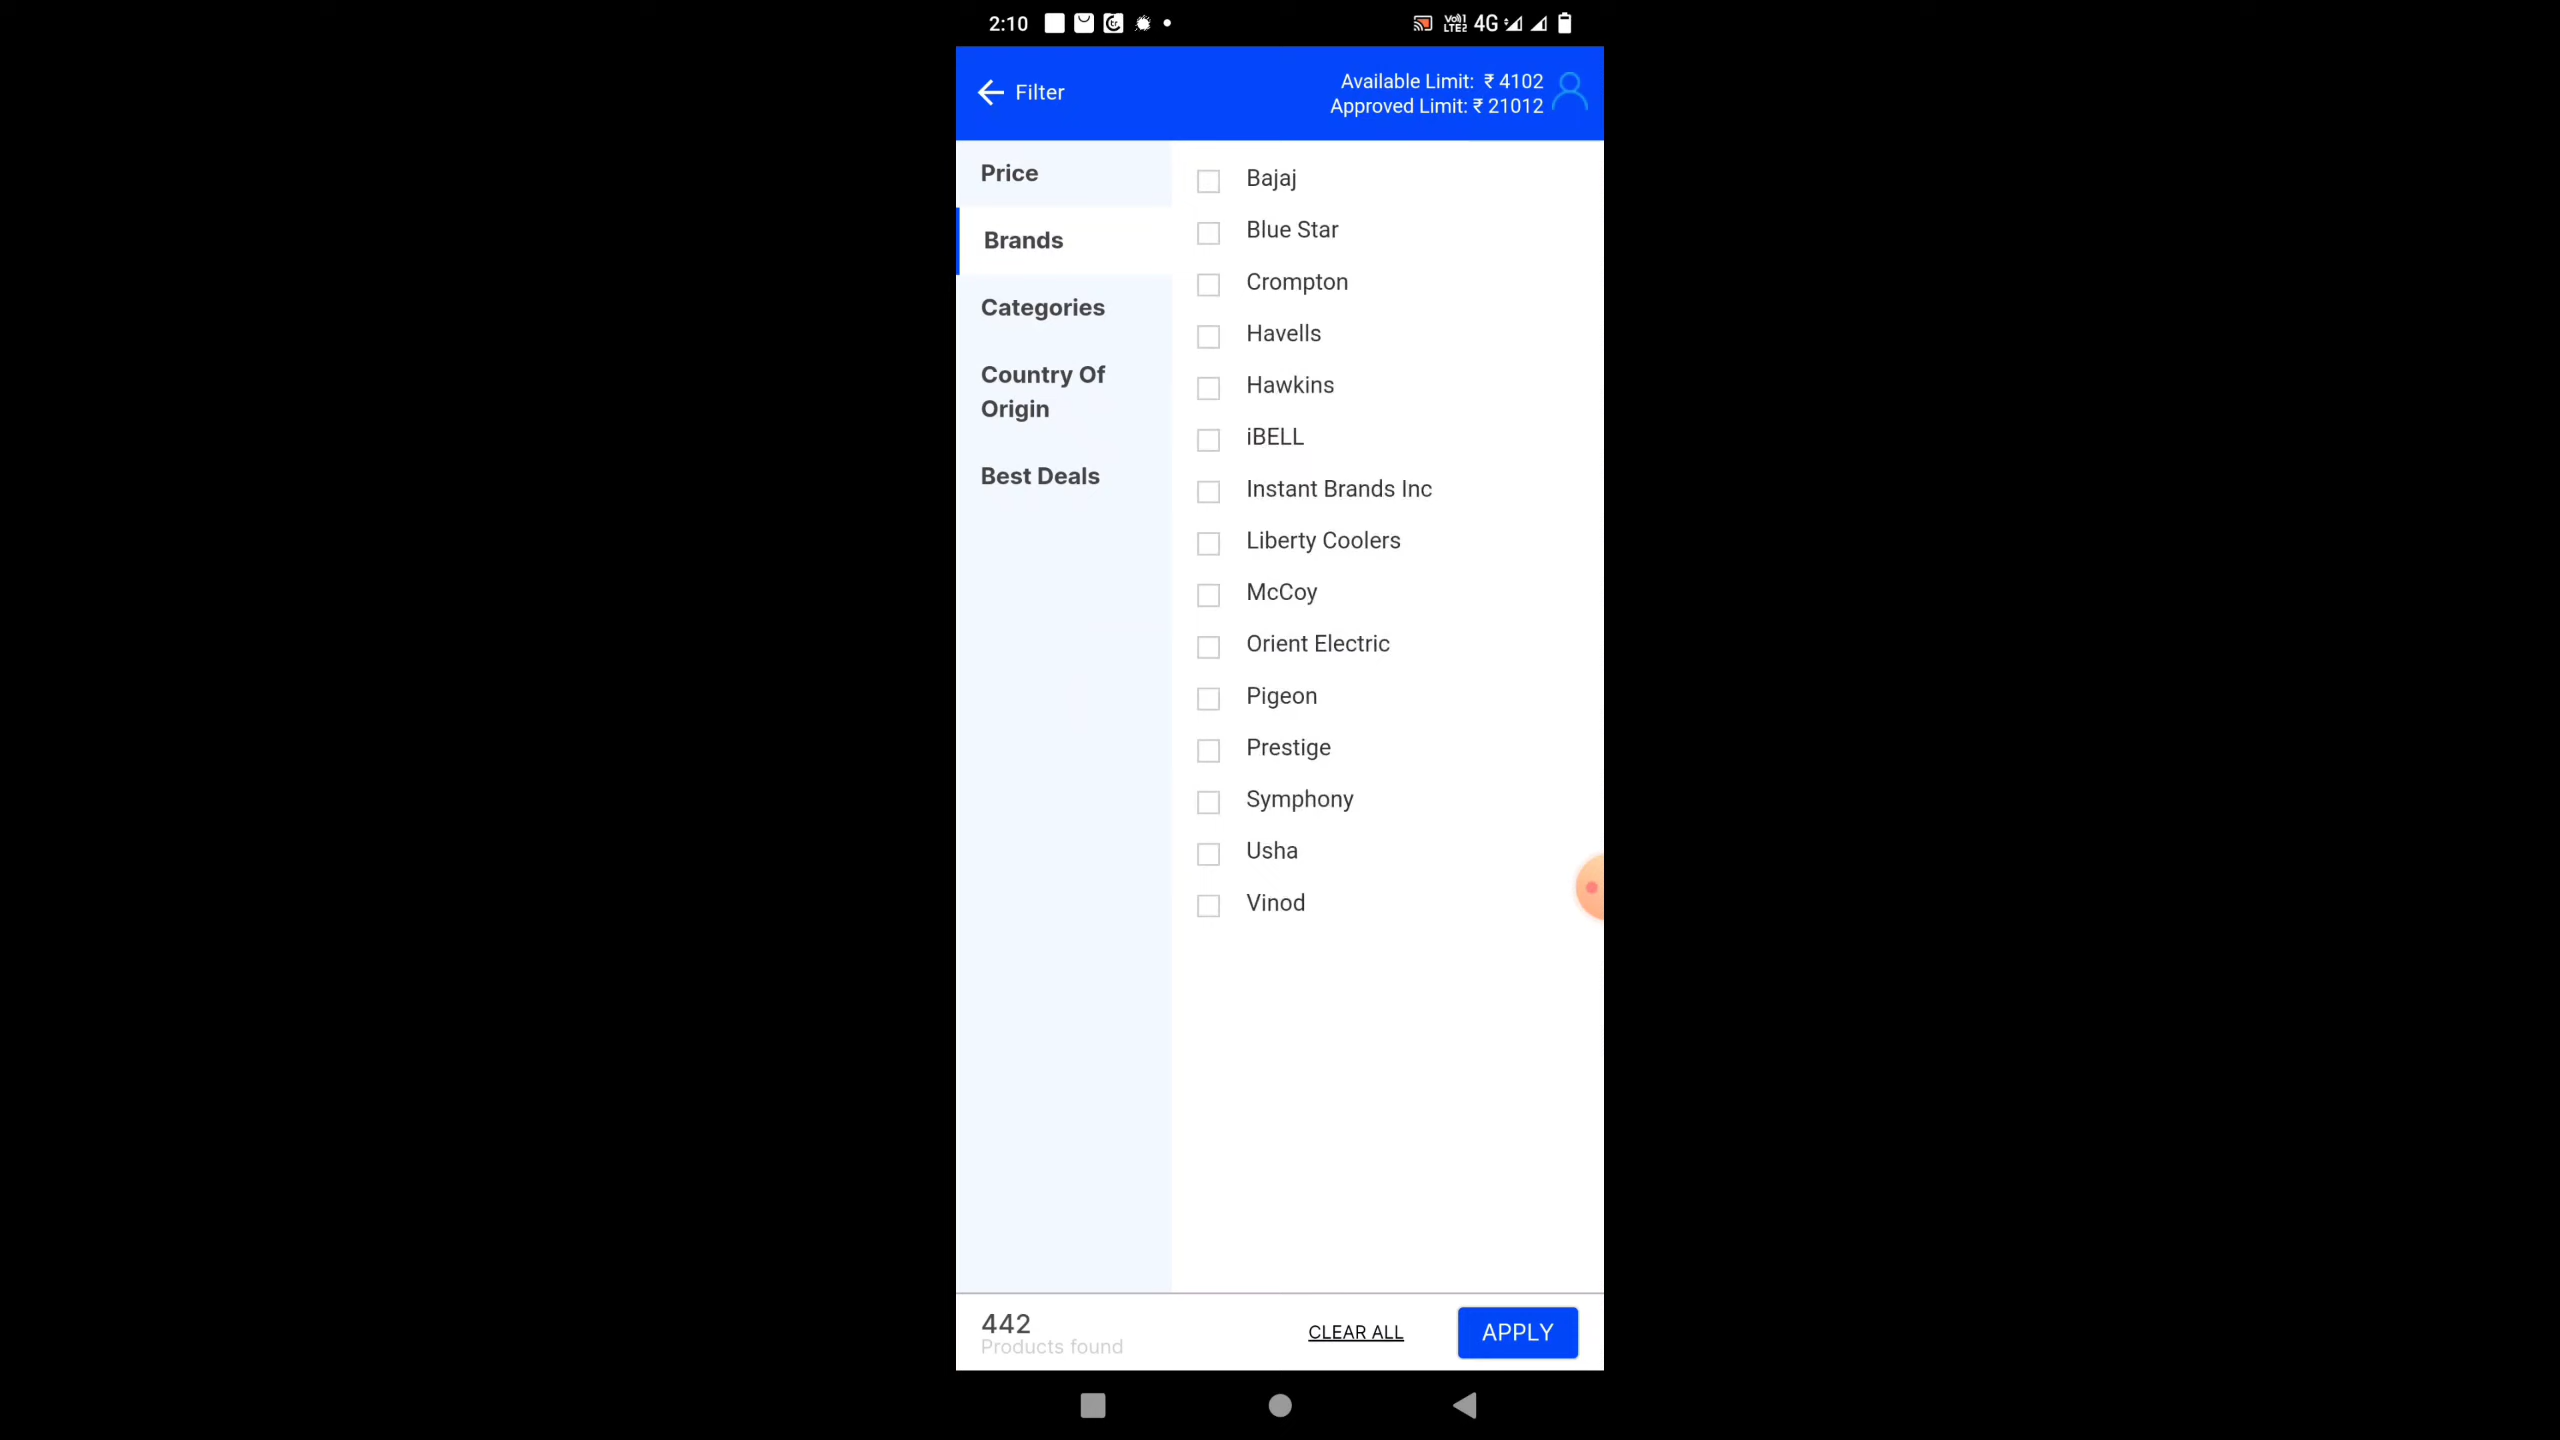 2:10
VoLTE2 4G
Filter
Available Limit: ₹ 4102
Approved Limit: ₹ 21012
Price
Brands
Categories
Country Of
Origin
Best Deals
Bajaj
Blue Star
Crompton
Havells
Hawkins
iBELL
Instant Brands Inc
Liberty Coolers
McCoy
Orient Electric
Pigeon
Prestige
Symphony
Usha
Vinod
442
Products found
CLEAR ALL
APPLY